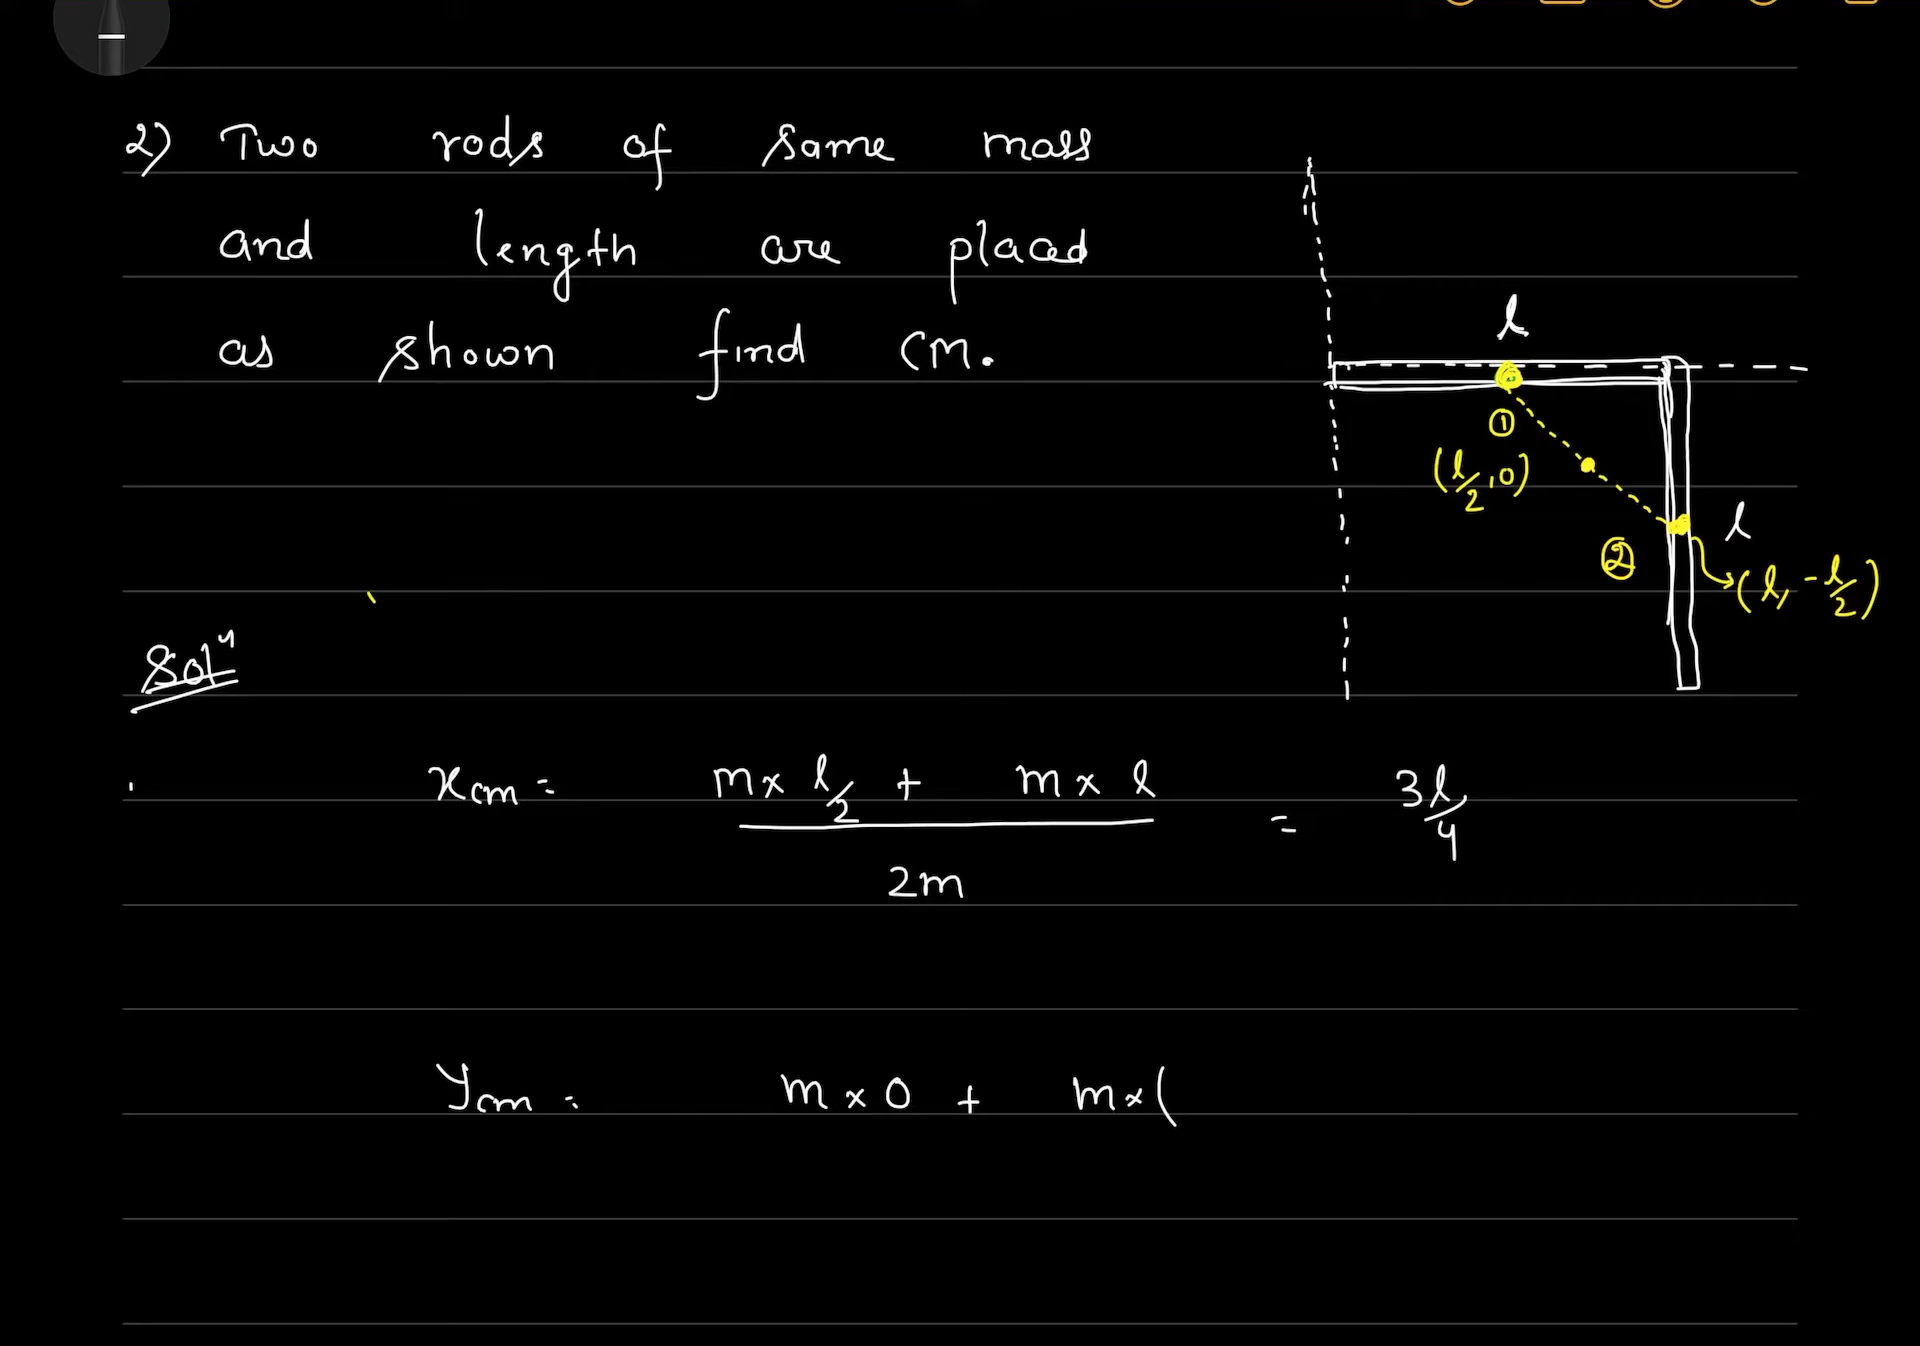 2) Two rods of same mass
and length are placed
as shown find CM.
l
①
(l/2, 0)
l
②
(l, -l/2)
Solⁿ
xcm = (m x l/2 + m x l) / 2m = 3l/4
ycm = m x 0 + m x (